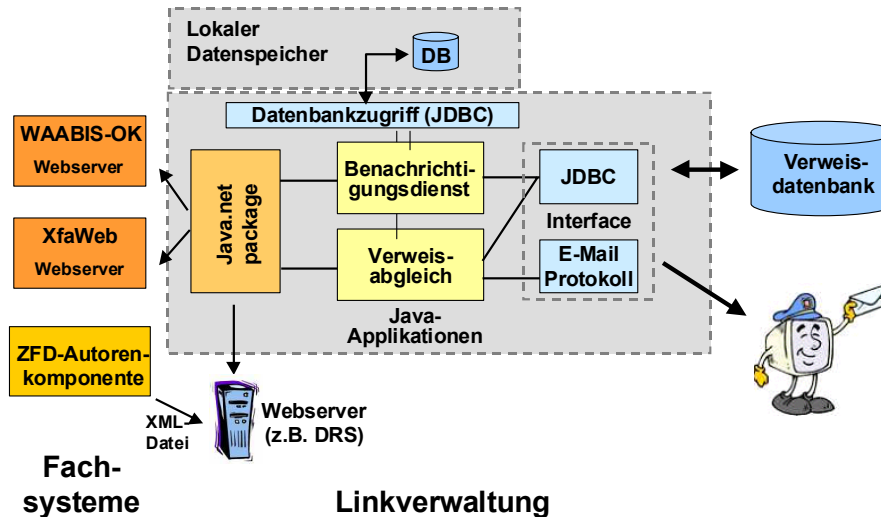 Lokaler
Datenspeicher
DB
Datenbankzugriff (JDBC)
WAABIS-OK
Webserver
XfaWeb
Webserver
ZFD-Autoren-
komponente
Java.net
package
Benachrichti-
gungsdienst
Verweis-
abgleich
Java-
Applikationen
JDBC
Interface
E-Mail
Protokoll
Verweis-
datenbank
XML-
Datei
Webserver
(z.B. DRS)
Fach-
systeme
Linkverwaltung